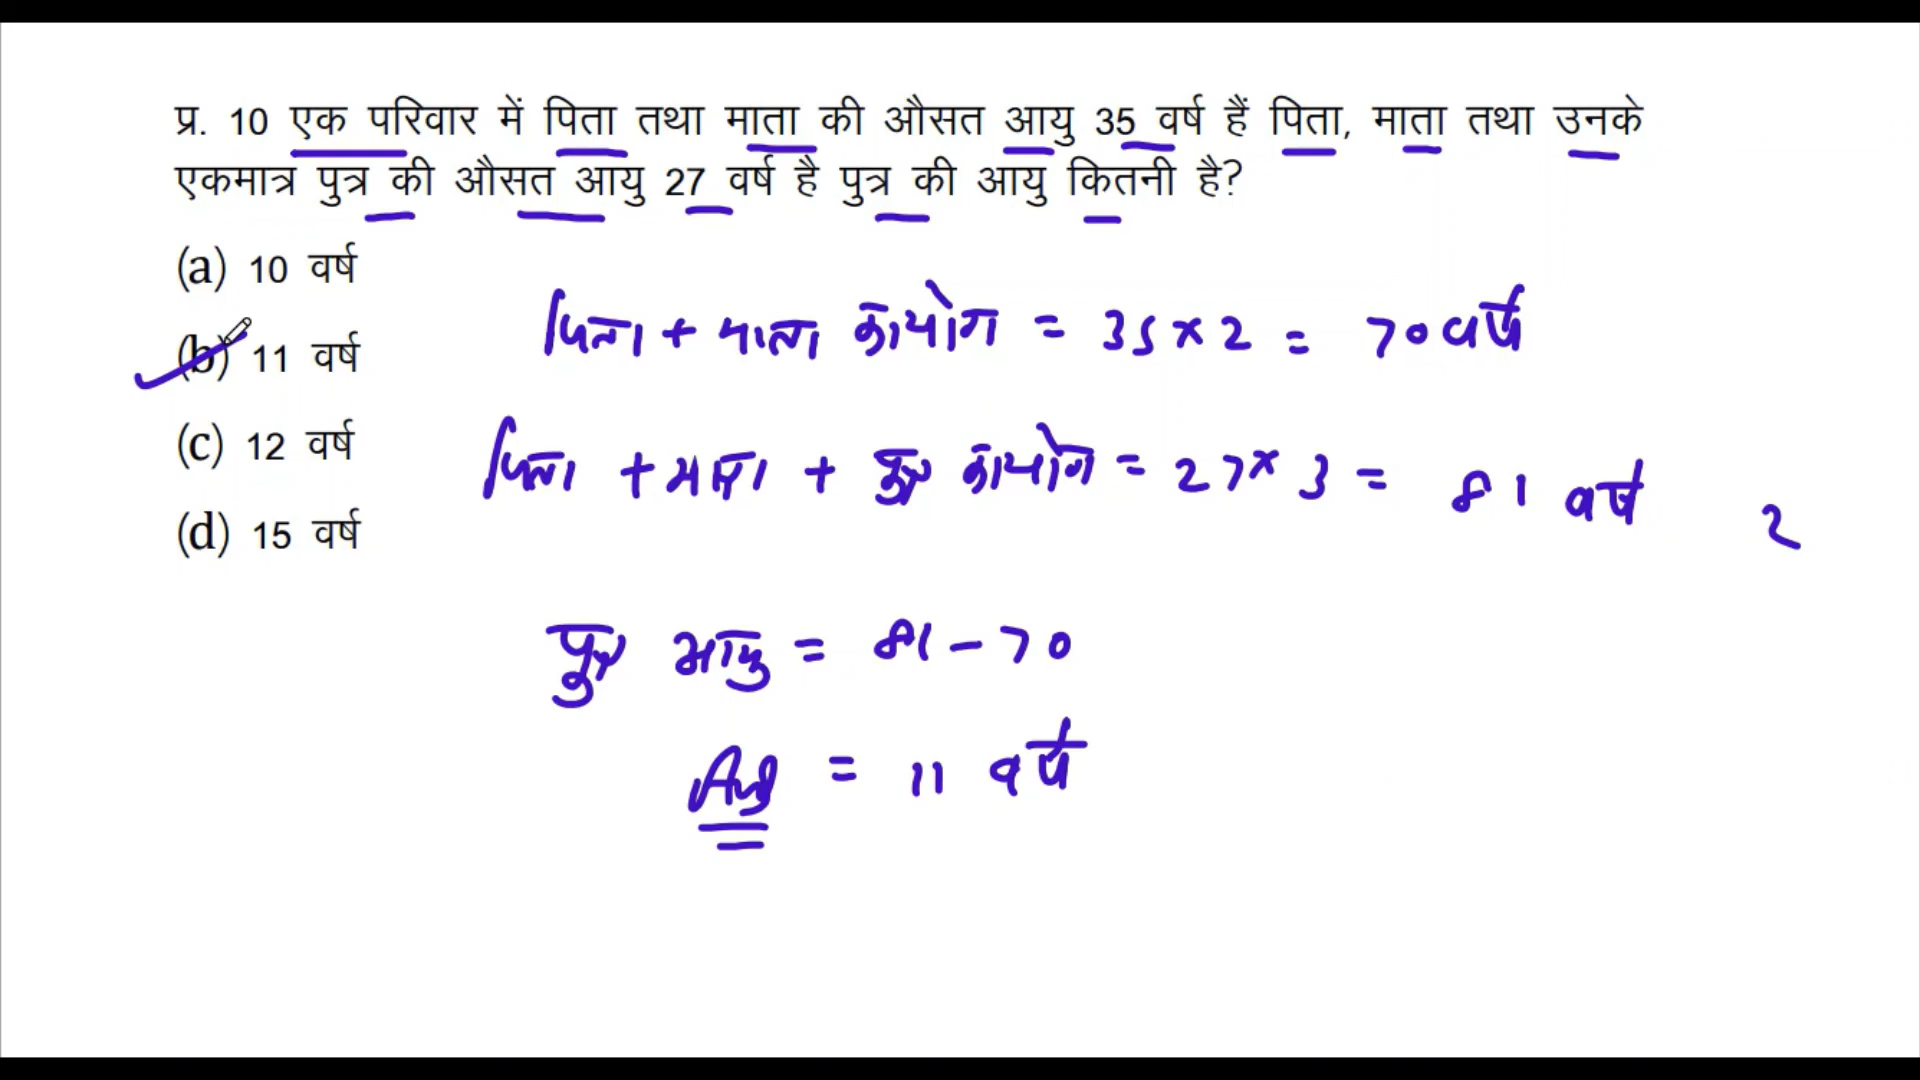 प्र. 10 एक परिवार में पिता तथा माता की औसत आयु 35 वर्ष हैं पिता, माता तथा उनके
एकमात्र पुत्र की औसत आयु 27 वर्ष है पुत्र की आयु कितनी है?
(a) 10 वर्ष
(b) 11 वर्ष
(c) 12 वर्ष
(d) 15 वर्ष
पिता + माता का योग = 35 × 2 = 70 वर्ष
पिता + माता + पुत्र का योग = 27 × 3 = 81 वर्ष
2
पुत्र आयु = 81 - 70
Ans = 11 वर्ष